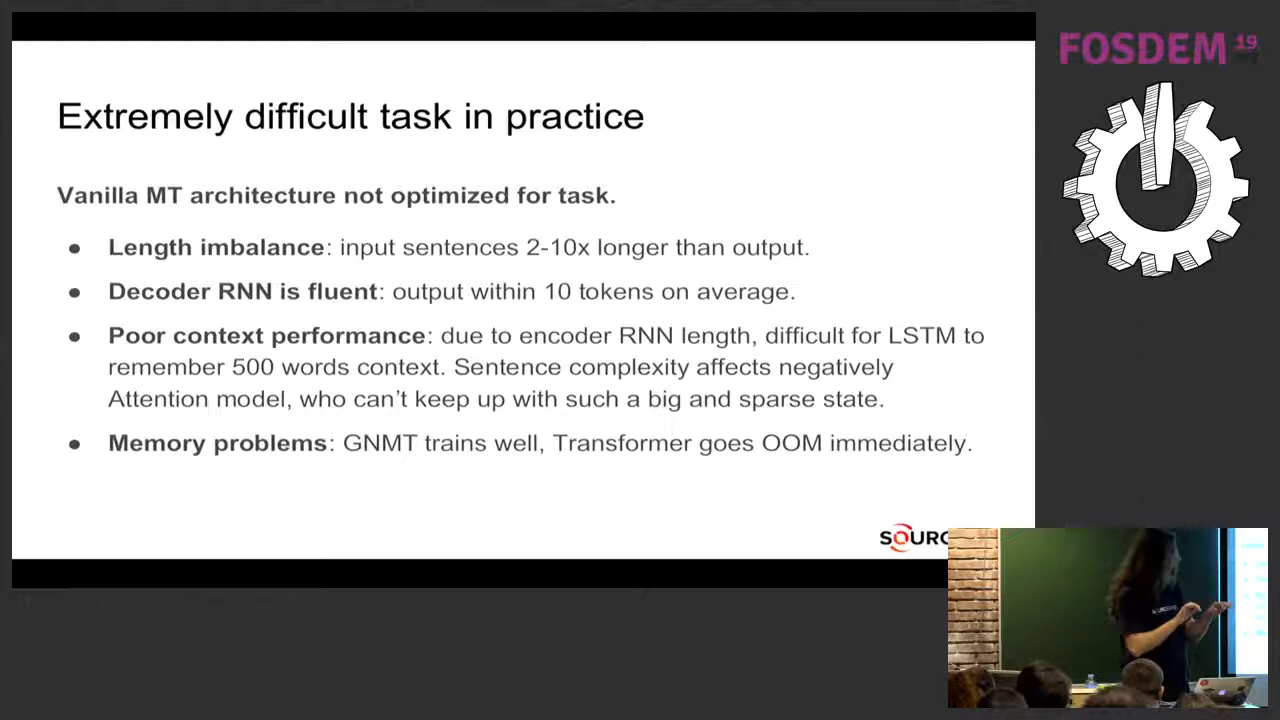 FOSDEM 19
Extremely difficult task in practice
Vanilla MT architecture not optimized for task.
● Length imbalance: input sentences 2-10x longer than output.
● Decoder RNN is fluent: output within 10 tokens on average.
● Poor context performance: due to encoder RNN length, difficult for LSTM to
remember 500 words context. Sentence complexity affects negatively
Attention model, who can’t keep up with such a big and sparse state.
● Memory problems: GNMT trains well, Transformer goes OOM immediately.